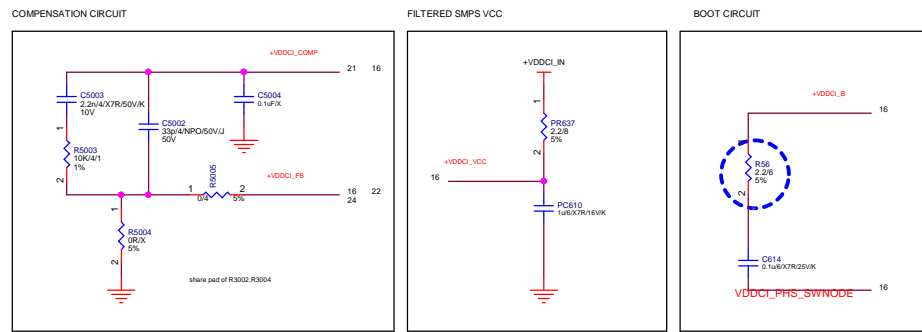 COMPENSATION CIRCUIT
+VDDCI_COMP
21 16
C5003
2.2n/4/X7R/50V/K
10V
C5004
0.1uF/X
C5002
33p/4/NPO/50V/J
50V
1
R5003
10K/4/1
1%
2
R5005
1 2
0/4 5%
+VDDCI_FB
16 22
24
1
R5004
0R/X
5%
2
share pad of R3002,R3004
FILTERED SMPS VCC
+VDDCI_IN
1
PR637
2.2/8
5%
2
+VDDCI_VCC
16
PC610
1u/6/X7R/16V/K
BOOT CIRCUIT
+VDDCI_B
16
1
R56
2.2/6
5%
2
C614
0.1u/6/X7R/25V/K
16
VDDCI_PHS_SWNODE